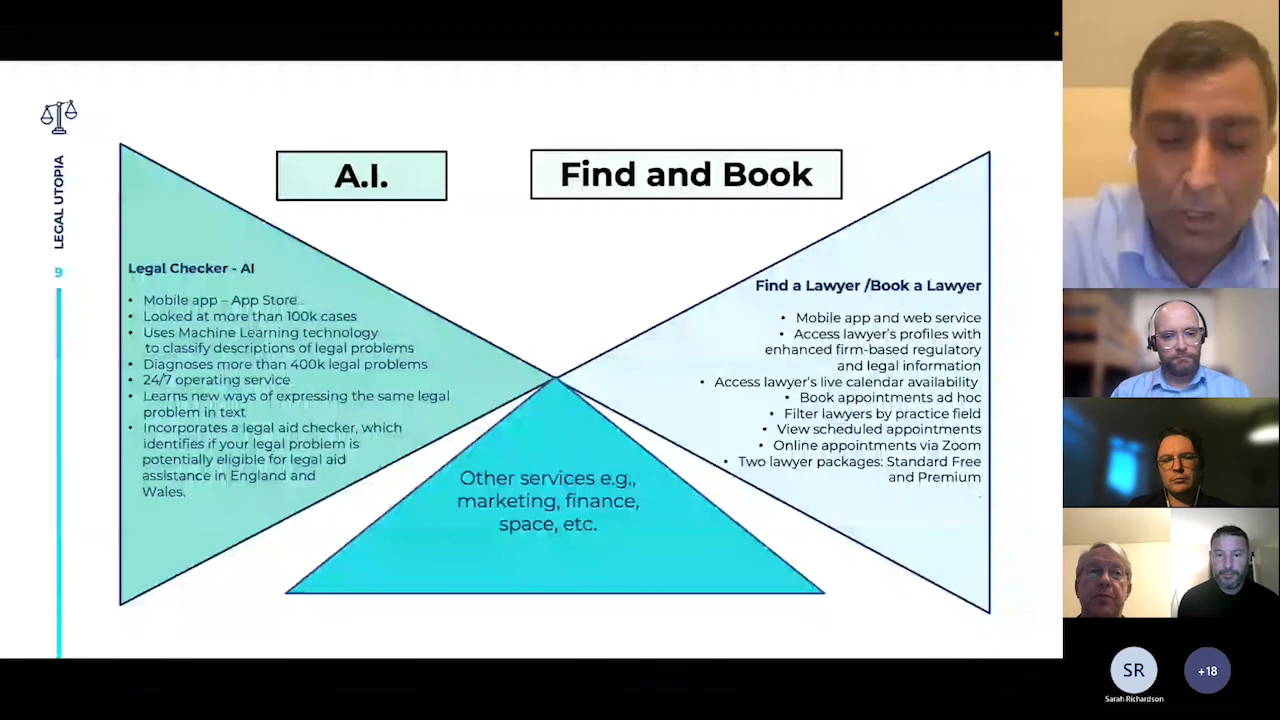 LEGAL UTOPIA
9
A.I.
Find and Book
Legal Checker - AI
• Mobile app – App Store
• Looked at more than 100k cases
• Uses Machine Learning technology
to classify descriptions of legal problems
• Diagnoses more than 400k legal problems
• 24/7 operating service
• Learns new ways of expressing the same legal
problem in text
• Incorporates a legal aid checker, which
identifies if your legal problem is
potentially eligible for legal aid
assistance in England and
Wales.
Other services e.g.,
marketing, finance,
space, etc.
Find a Lawyer /Book a Lawyer
• Mobile app and web service
• Access lawyer's profiles with
enhanced firm-based regulatory
and legal information
• Access lawyer's live calendar availability
• Book appointments ad hoc
• Filter lawyers by practice field
• View scheduled appointments
• Online appointments via Zoom
• Two lawyer packages: Standard Free
and Premium
.
SR
+18
Sarah Richardson